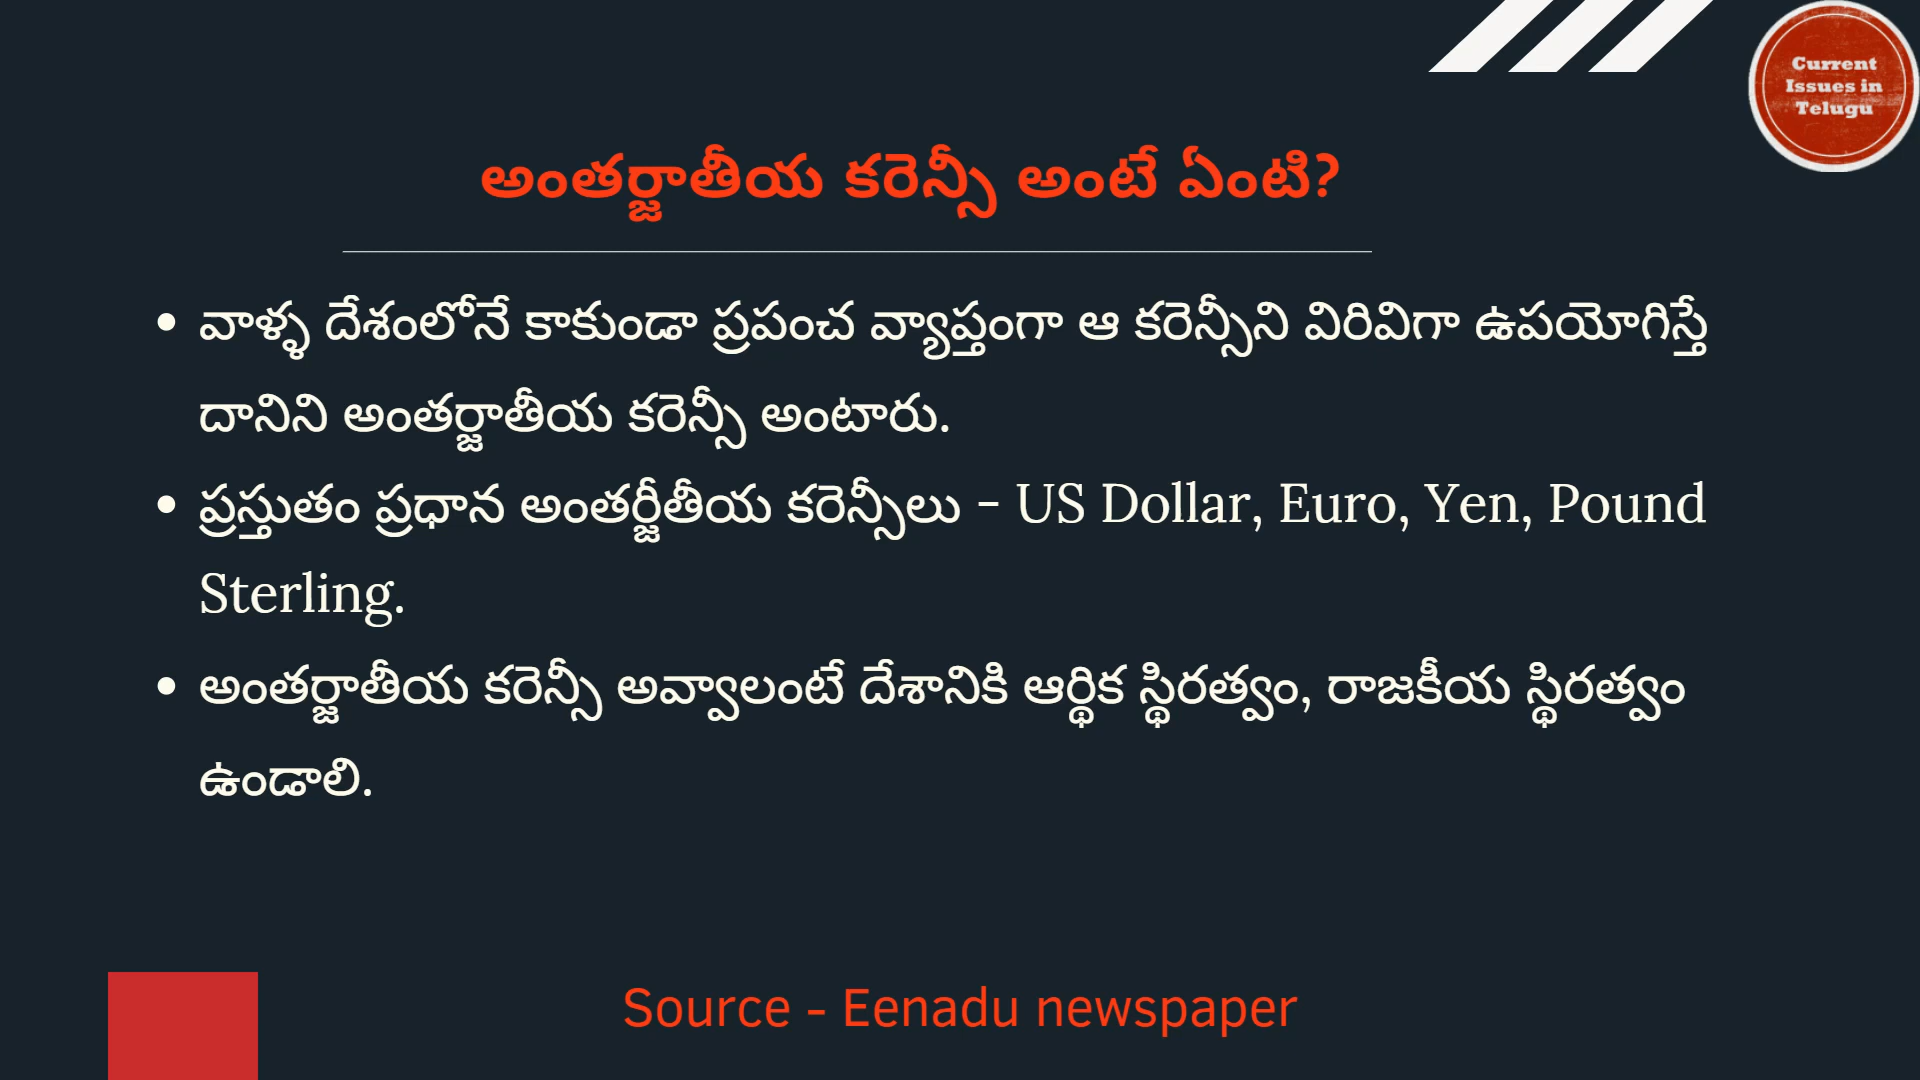 Current
Issues in
Telugu
అంతర్జాతీయ కరెన్సీ అంటే ఏంటి?
• వాళ్ళ దేశంలోనే కాకుండా ప్రపంచ వ్యాప్తంగా ఆ కరెన్సీని విరివిగా ఉపయోగిస్తే
దానిని అంతర్జాతీయ కరెన్సీ అంటారు.
• ప్రస్తుతం ప్రధాన అంతర్జీతీయ కరెన్సీలు - US Dollar, Euro, Yen, Pound
Sterling.
• అంతర్జాతీయ కరెన్సీ అవ్వాలంటే దేశానికి ఆర్థిక స్థిరత్వం, రాజకీయ స్థిరత్వం
ఉండాలి.
Source - Eenadu newspaper